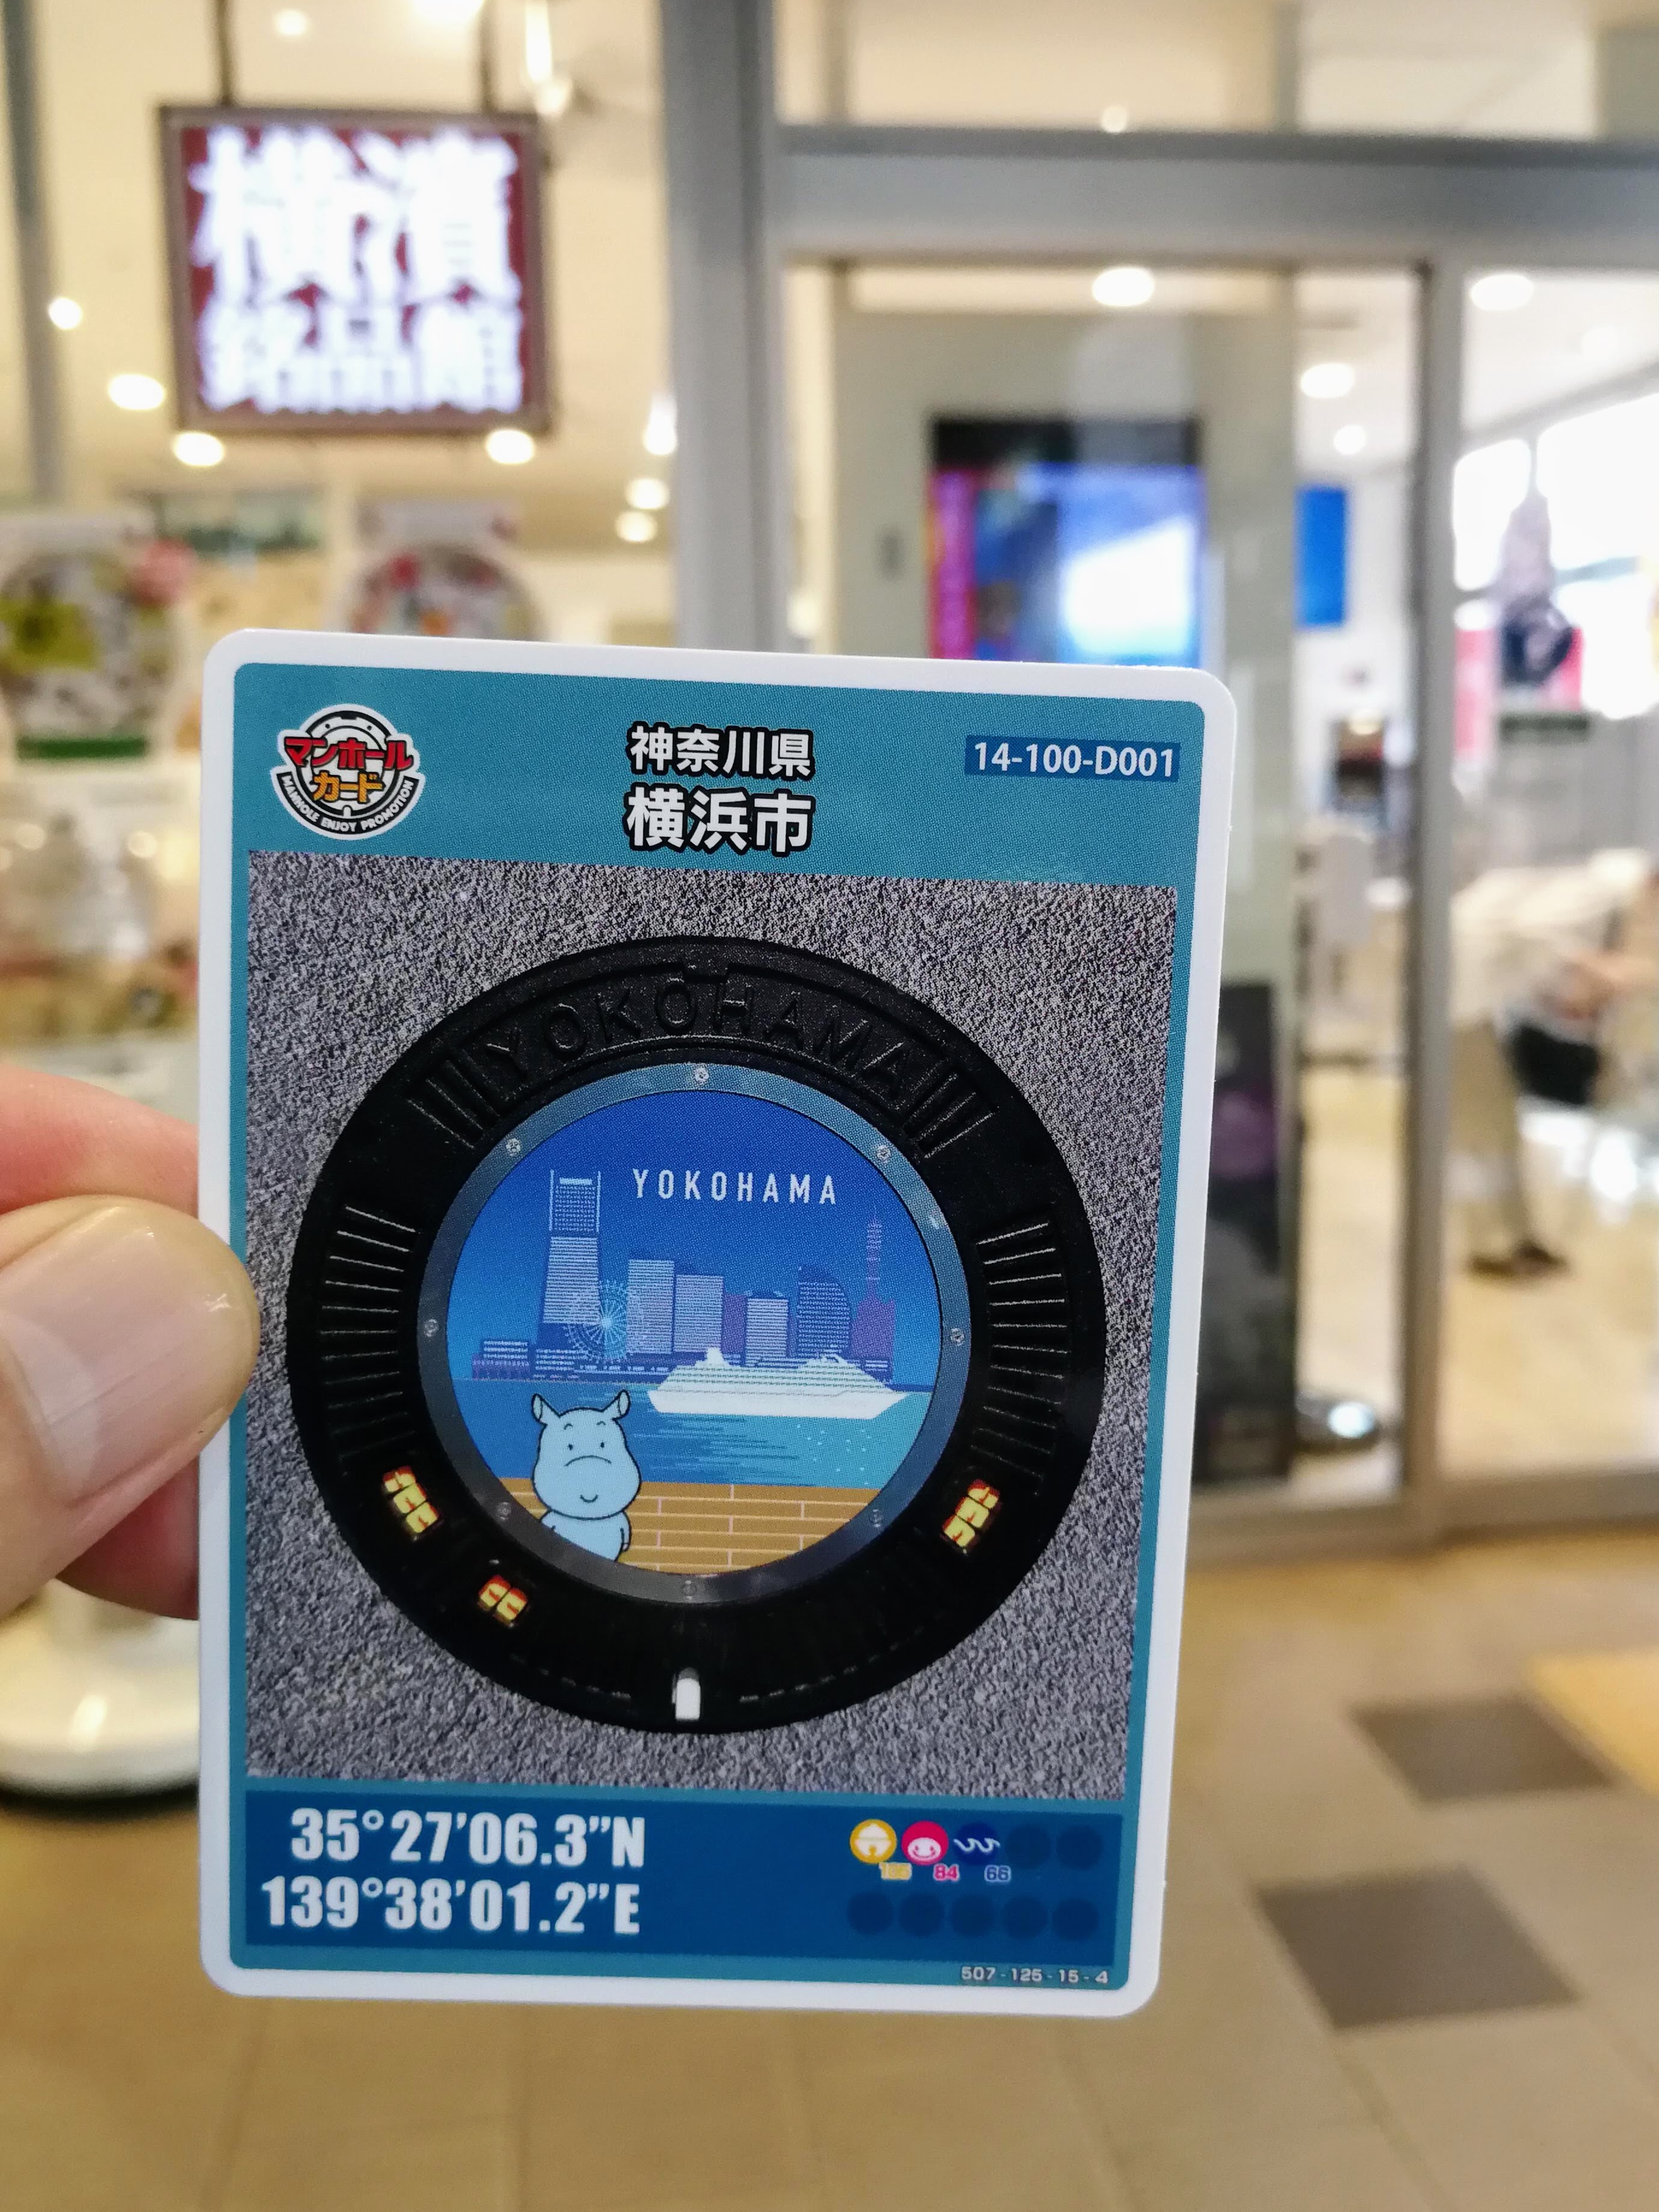 横濱
銘品館
マンホール
カード
MANHOLE ENJOY PROMOTION
神奈川県
横浜市
14-100-D001
YOKOHAMA
YOKOHAMA
35°27’06.3”N
139°38’01.2”E
84
66
507-125-15-4